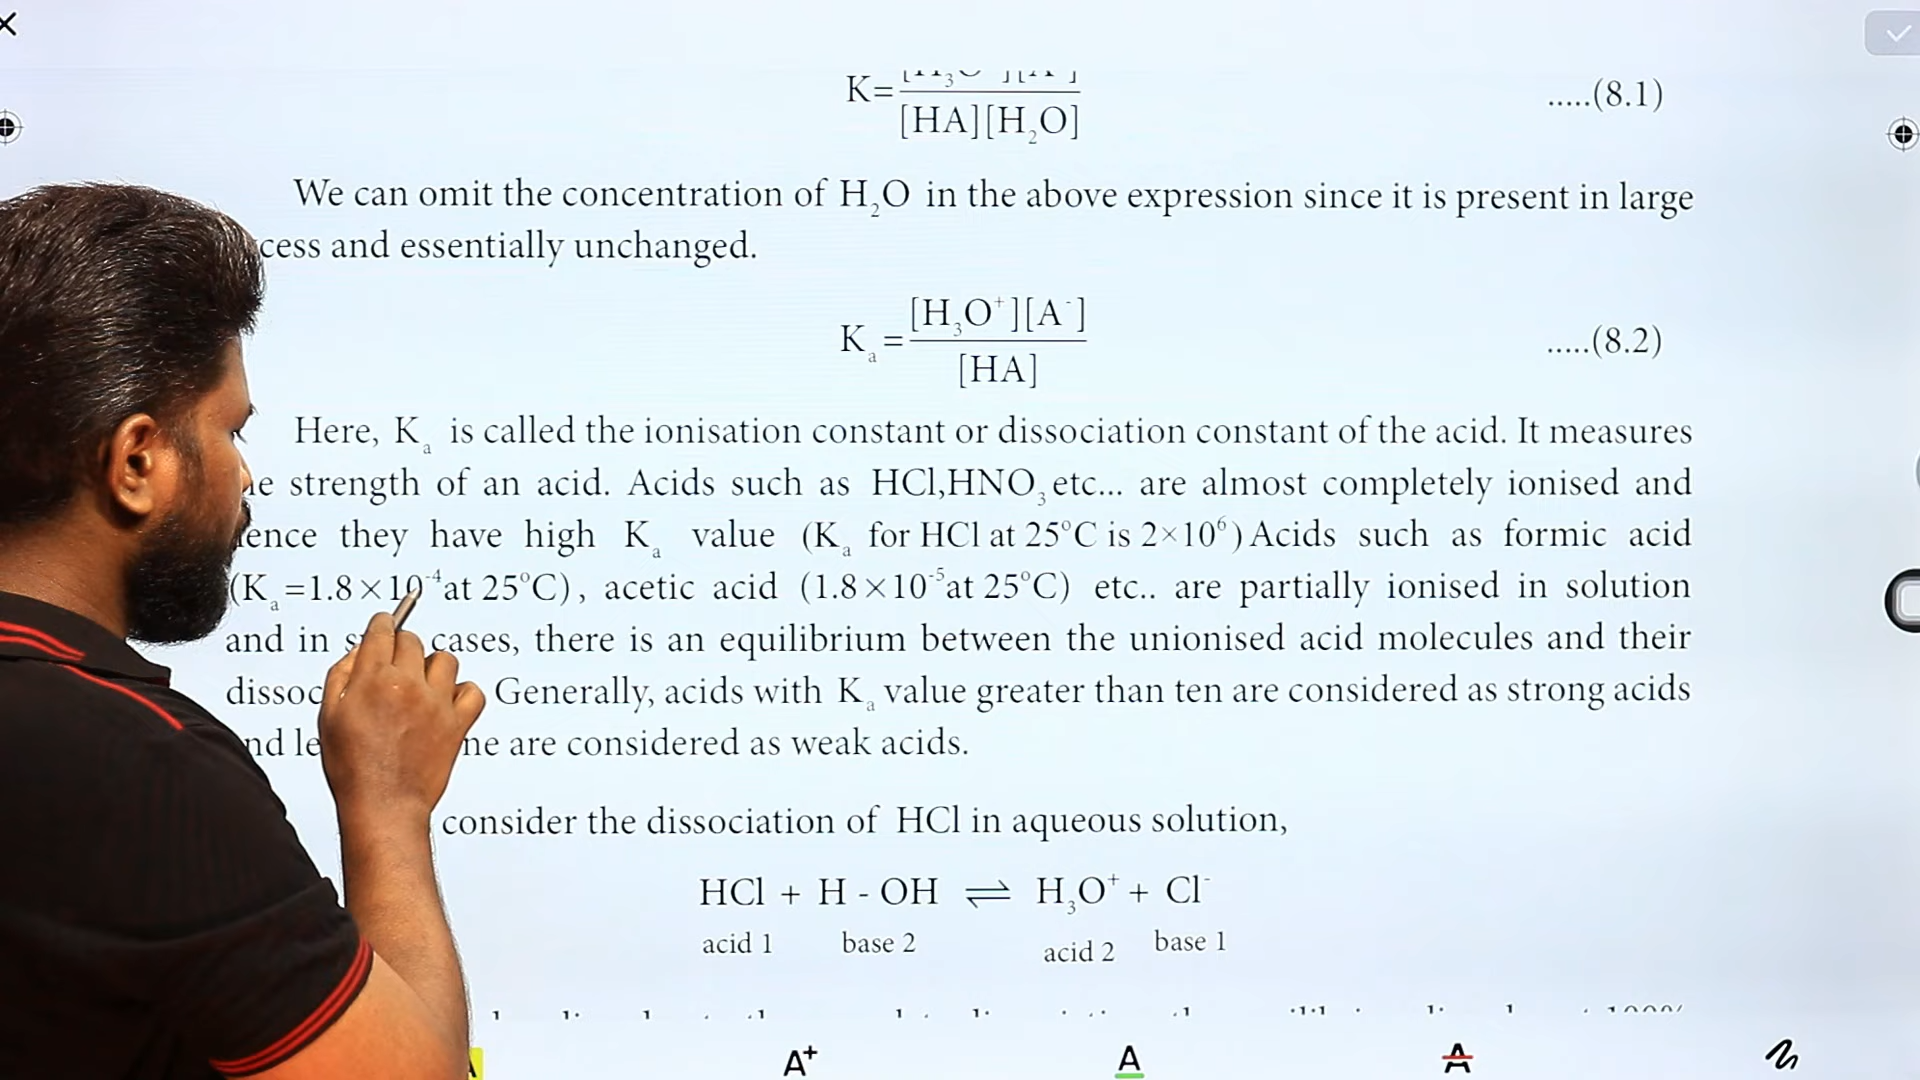 K=
[HA][H₂O]
.....(8.1)
We can omit the concentration of H₂O in the above expression since it is present in large
cess and essentially unchanged.
Kₐ = [H₃O⁺][A⁻] / [HA] .....(8.2)
Here, Kₐ is called the ionisation constant or dissociation constant of the acid. It measures
e strength of an acid. Acids such as HCl,HNO₃ etc... are almost completely ionised and
ence they have high Kₐ value (Kₐ for HCl at 25°C is 2×10⁶) Acids such as formic acid
(Kₐ =1.8×10⁻⁴ at 25°C), acetic acid (1.8×10⁻⁵ at 25°C) etc.. are partially ionised in solution
and in cases, there is an equilibrium between the unionised acid molecules and their
dissoc Generally, acids with Kₐ value greater than ten are considered as strong acids
nd le ne are considered as weak acids.
consider the dissociation of HCl in aqueous solution,
HCl + H - OH ⇌ H₃O⁺ + Cl⁻
acid 1 base 2 acid 2 base 1
A⁺ A A